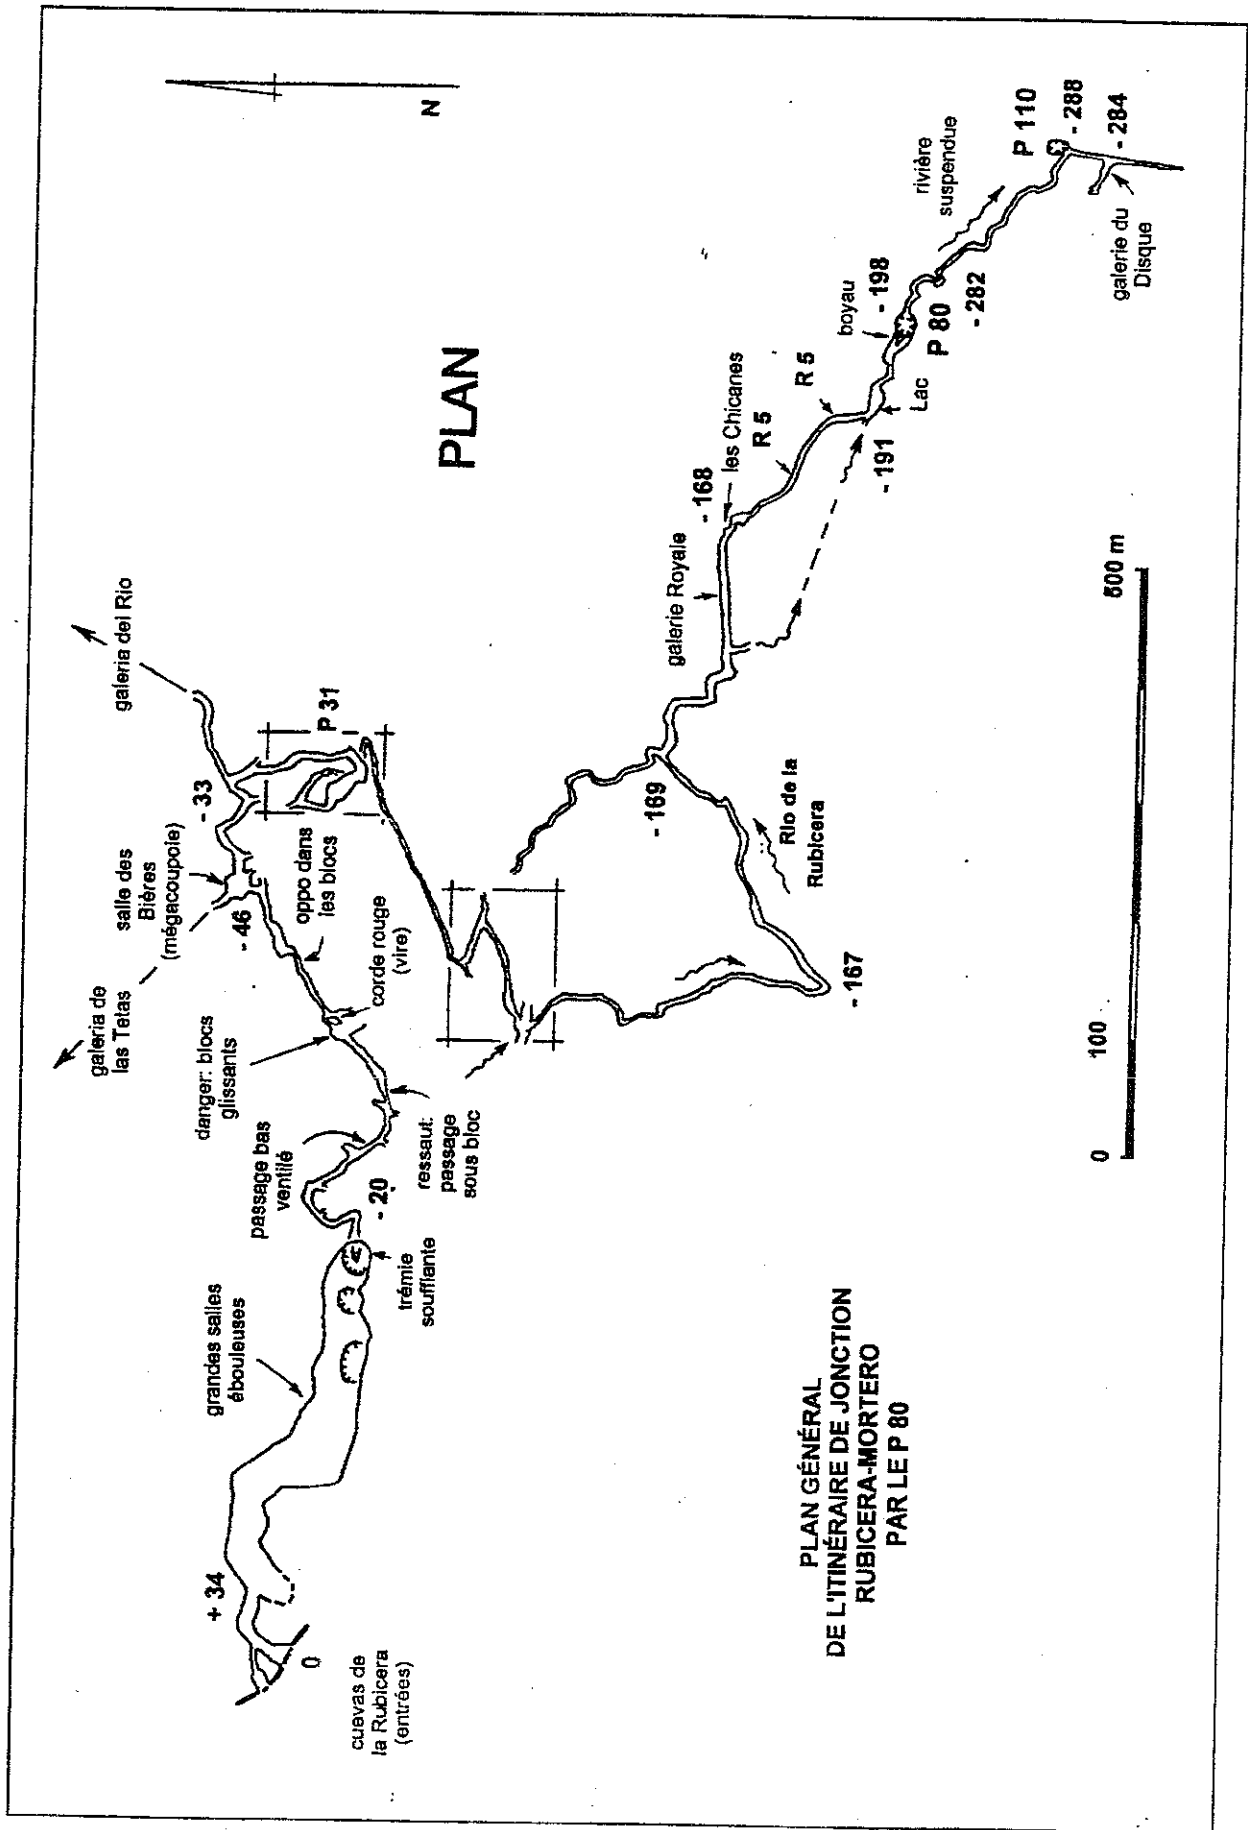 PLAN
N
galeria del Rio
galeria de
las Tetas
salle des
Bières
(mégacoupole)
- 33
- 46
P 31
oppo dans
les blocs
corde rouge
(vire)
danger: blocs
glissants
passage bas
ventilé
- 20
ressaut:
passage
sous bloc
trémie
soufflante
grandes salles
ébouleuses
+ 34
0
cuevas de
la Rubicera
(entrées)
- 167
Rio de la
Rubicera
- 169
galerie Royale
- 168
les Chicanes
R 5
R 5
- 191
Lac
boyau
- 198
P 80
- 282
rivière
suspendue
P 110
- 288
- 284
galerie du
Disque
0
100
500 m
PLAN GÉNÉRAL
DE L'ITINÉRAIRE DE JONCTION
RUBICERA-MORTERO
PAR LE P 80